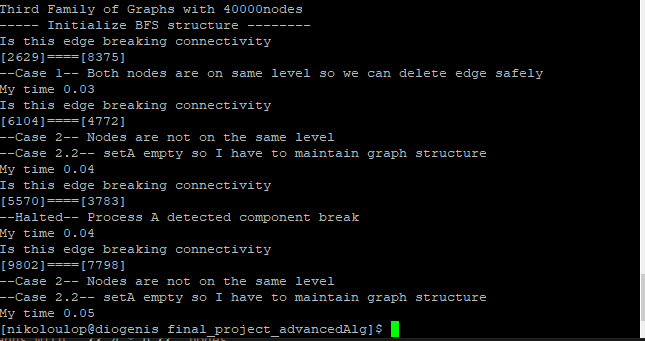 Third Family of Graphs with 40000nodes
----- Initialize BFS structure --------
Is this edge breaking connectivity
[2629]====[8375]
--Case 1-- Both nodes are on same level so we can delete edge safely
My time 0.03
Is this edge breaking connectivity
[6104]====[4772]
--Case 2-- Nodes are not on the same level
--Case 2.2-- setA empty so I have to maintain graph structure
My time 0.04
Is this edge breaking connectivity
[5570]====[3783]
--Halted-- Process A detected component break
My time 0.04
Is this edge breaking connectivity
[9802]====[7798]
--Case 2-- Nodes are not on the same level
--Case 2.2-- setA empty so I have to maintain graph structure
My time 0.05
[nikoloulop@diogenis final_project_advancedAlg]$